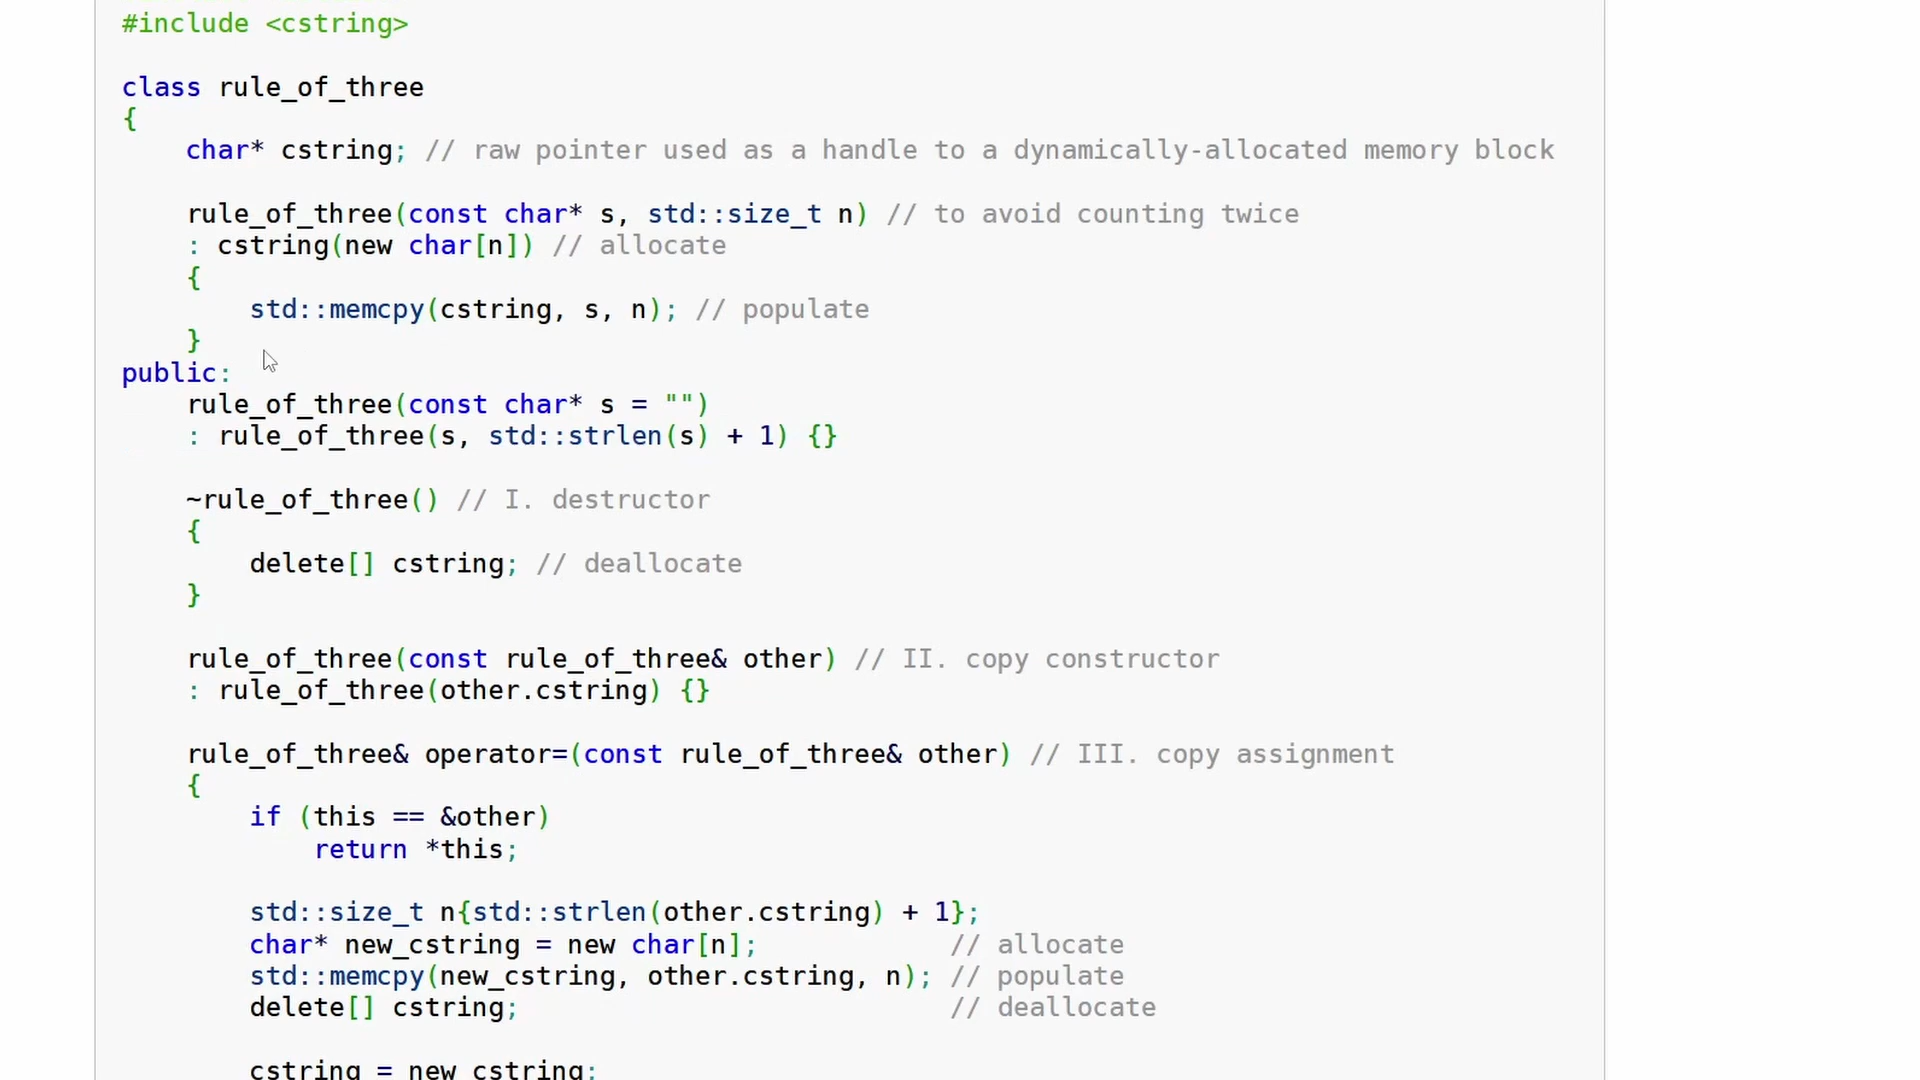 #include <cstring>
class rule_of_three
{
char* cstring; // raw pointer used as a handle to a dynamically-allocated memory block
rule_of_three(const char* s, std::size_t n) // to avoid counting twice
: cstring(new char[n]) // allocate
{
std::memcpy(cstring, s, n); // populate
}
public:
rule_of_three(const char* s = "")
: rule_of_three(s, std::strlen(s) + 1) {}
~rule_of_three() // I. destructor
{
delete[] cstring; // deallocate
}
rule_of_three(const rule_of_three& other) // II. copy constructor
: rule_of_three(other.cstring) {}
rule_of_three& operator=(const rule_of_three& other) // III. copy assignment
{
if (this == &other)
return *this;
std::size_t n{std::strlen(other.cstring) + 1};
char* new_cstring = new char[n]; // allocate
std::memcpy(new_cstring, other.cstring, n); // populate
delete[] cstring; // deallocate
cstring = new_cstring;